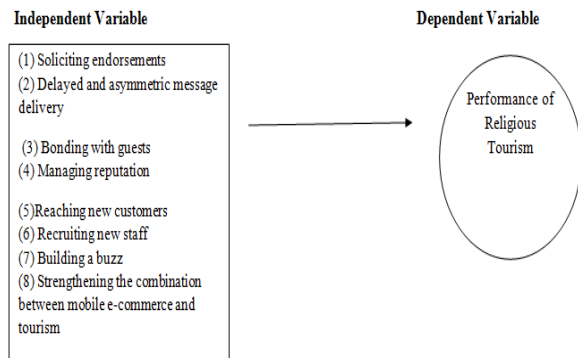 Independent Variable
(1) Soliciting endorsements
(2) Delayed and asymmetric message
delivery
(3) Bonding with guests
(4) Managing reputation
(5)Reaching new customers
(6) Recruiting new staff
(7) Building a buzz
(8) Strengthening the combination
between mobile e-commerce and
tourism
Dependent Variable
Performance of
Religious
Tourism